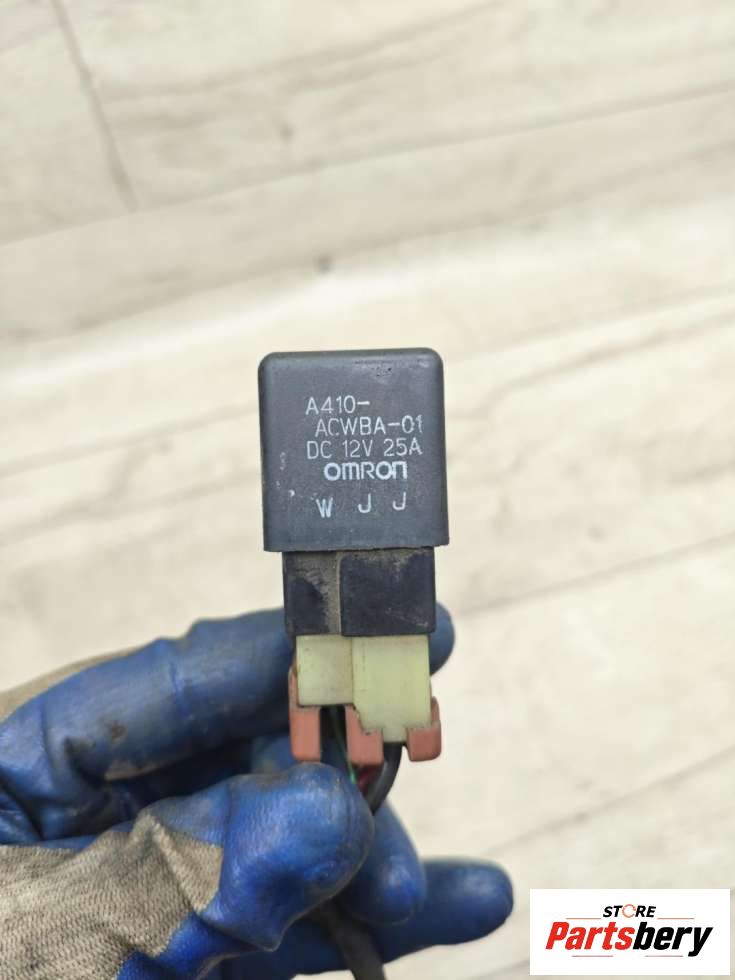 A410-
ACWBA-01
DC 12V 25A
OMRON
W J J
STORE
Partsbery